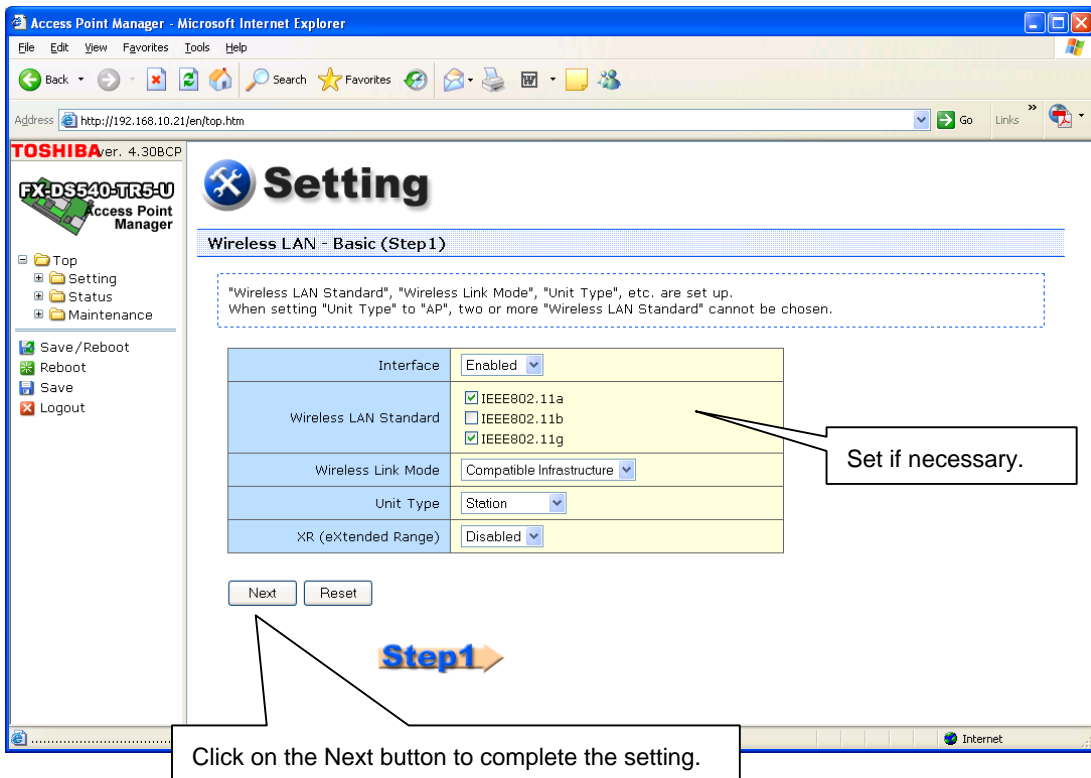 Access Point Manager - Microsoft Internet Explorer
File Edit View Favorites Tools Help
Back Search Favorites
Address http://192.168.10.21/en/top.htm Go Links »
TOSHIBA ver. 4.30BCP
FX-DS540-TR5-U
Access Point
Manager
Top
Setting
Status
Maintenance
Save/Reboot
Reboot
Save
Logout
Setting
Wireless LAN - Basic (Step1)
"Wireless LAN Standard", "Wireless Link Mode", "Unit Type", etc. are set up.
When setting "Unit Type" to "AP", two or more "Wireless LAN Standard" cannot be chosen.
Interface Enabled
Wireless LAN Standard
IEEE802.11a
IEEE802.11b
IEEE802.11g
Wireless Link Mode Compatible Infrastructure
Unit Type Station
XR (eXtended Range) Disabled
Set if necessary.
Next Reset
Step1
Click on the Next button to complete the setting.
Internet